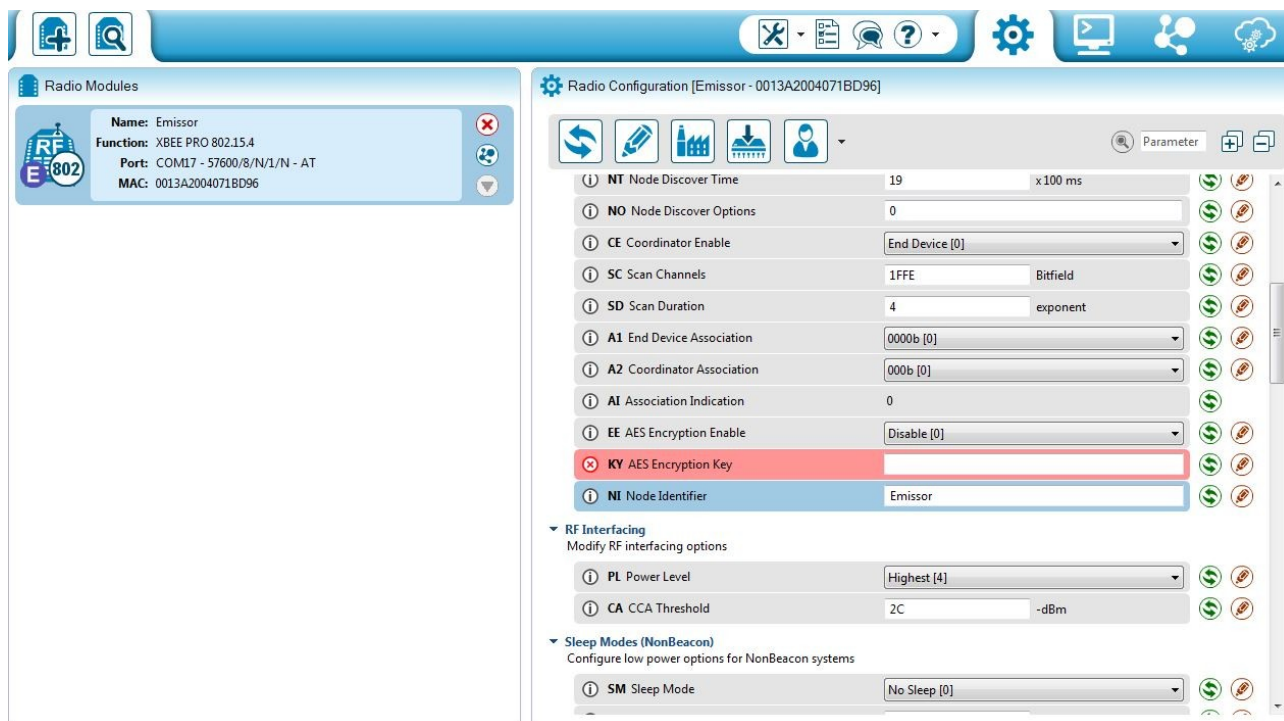 Radio Modules
Name: Emissor
Function: XBEE PRO 802.15.4
Port: COM17 - 57600/8/N/1/N - AT
MAC: 0013A2004071BD96
RF
E
802
Radio Configuration [Emissor - 0013A2004071BD96]
Parameter
NT Node Discover Time 19 x 100 ms
NO Node Discover Options 0
CE Coordinator Enable End Device [0]
SC Scan Channels 1FFE Bitfield
SD Scan Duration 4 exponent
A1 End Device Association 0000b [0]
A2 Coordinator Association 000b [0]
AI Association Indication 0
EE AES Encryption Enable Disable [0]
KY AES Encryption Key
NI Node Identifier Emissor
RF Interfacing
Modify RF interfacing options
PL Power Level Highest [4]
CA CCA Threshold 2C -dBm
Sleep Modes (NonBeacon)
Configure low power options for NonBeacon systems
SM Sleep Mode No Sleep [0]